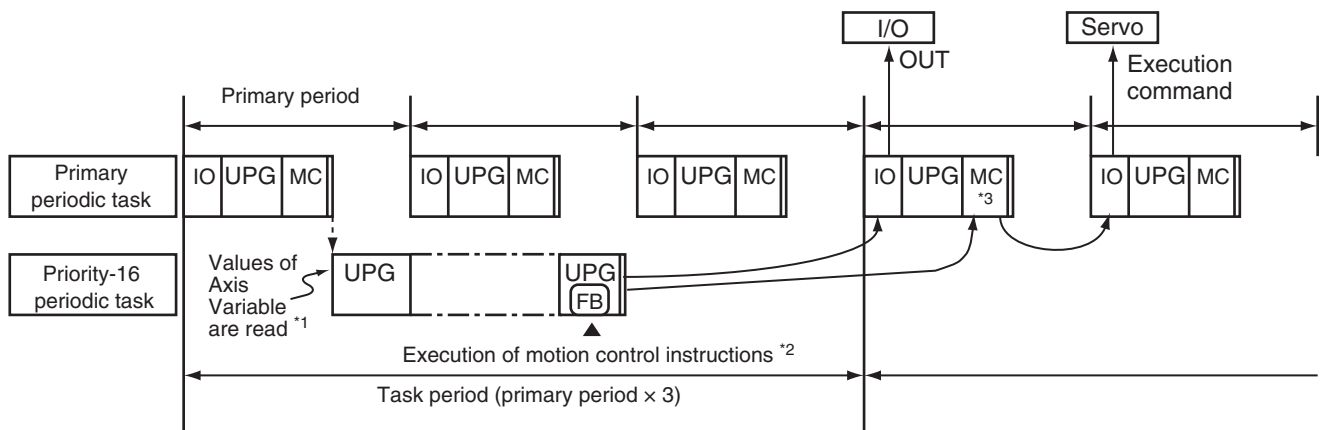 I/O
Servo
OUT
Execution
command
Primary period
Primary
periodic task
IO UPG MC
IO UPG MC
IO UPG MC
IO UPG MC
*3
IO UPG MC
Priority-16
periodic task
Values of
Axis
Variable
are read *1
UPG
UPG
FB
Execution of motion control instructions *2
Task period (primary period × 3)